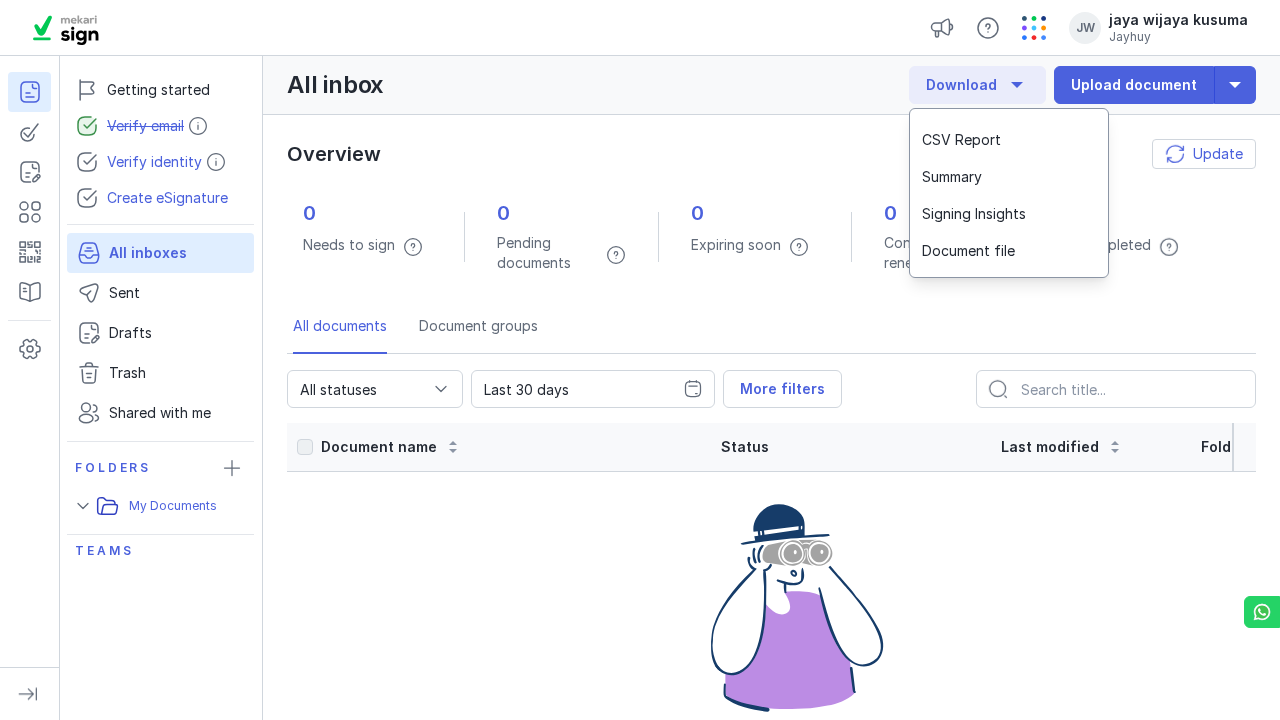 mekari
sign
JW
jaya wijaya kusuma
Jayhuy
Getting started
Verify email
Verify identity
Create eSignature
All inboxes
Sent
Drafts
Trash
Shared with me
FOLDERS
My Documents
TEAMS
All inbox
Download
Upload document
CSV Report
Summary
Signing Insights
Document file
Overview
Update
0
Needs to sign
0
Pending
documents
0
Expiring soon
0
All documents
Document groups
All statuses
Last 30 days
More filters
Search title...
Document name
Status
Last modified
Fold